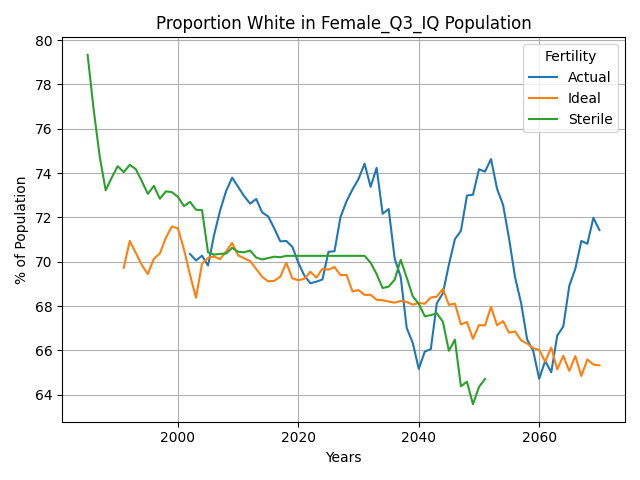 Proportion White in Female_Q3_IQ Population
% of Population
80
78
76
74
72
70
68
66
64
2000
2020
2040
2060
Years
Fertility
Actual
Ideal
Sterile